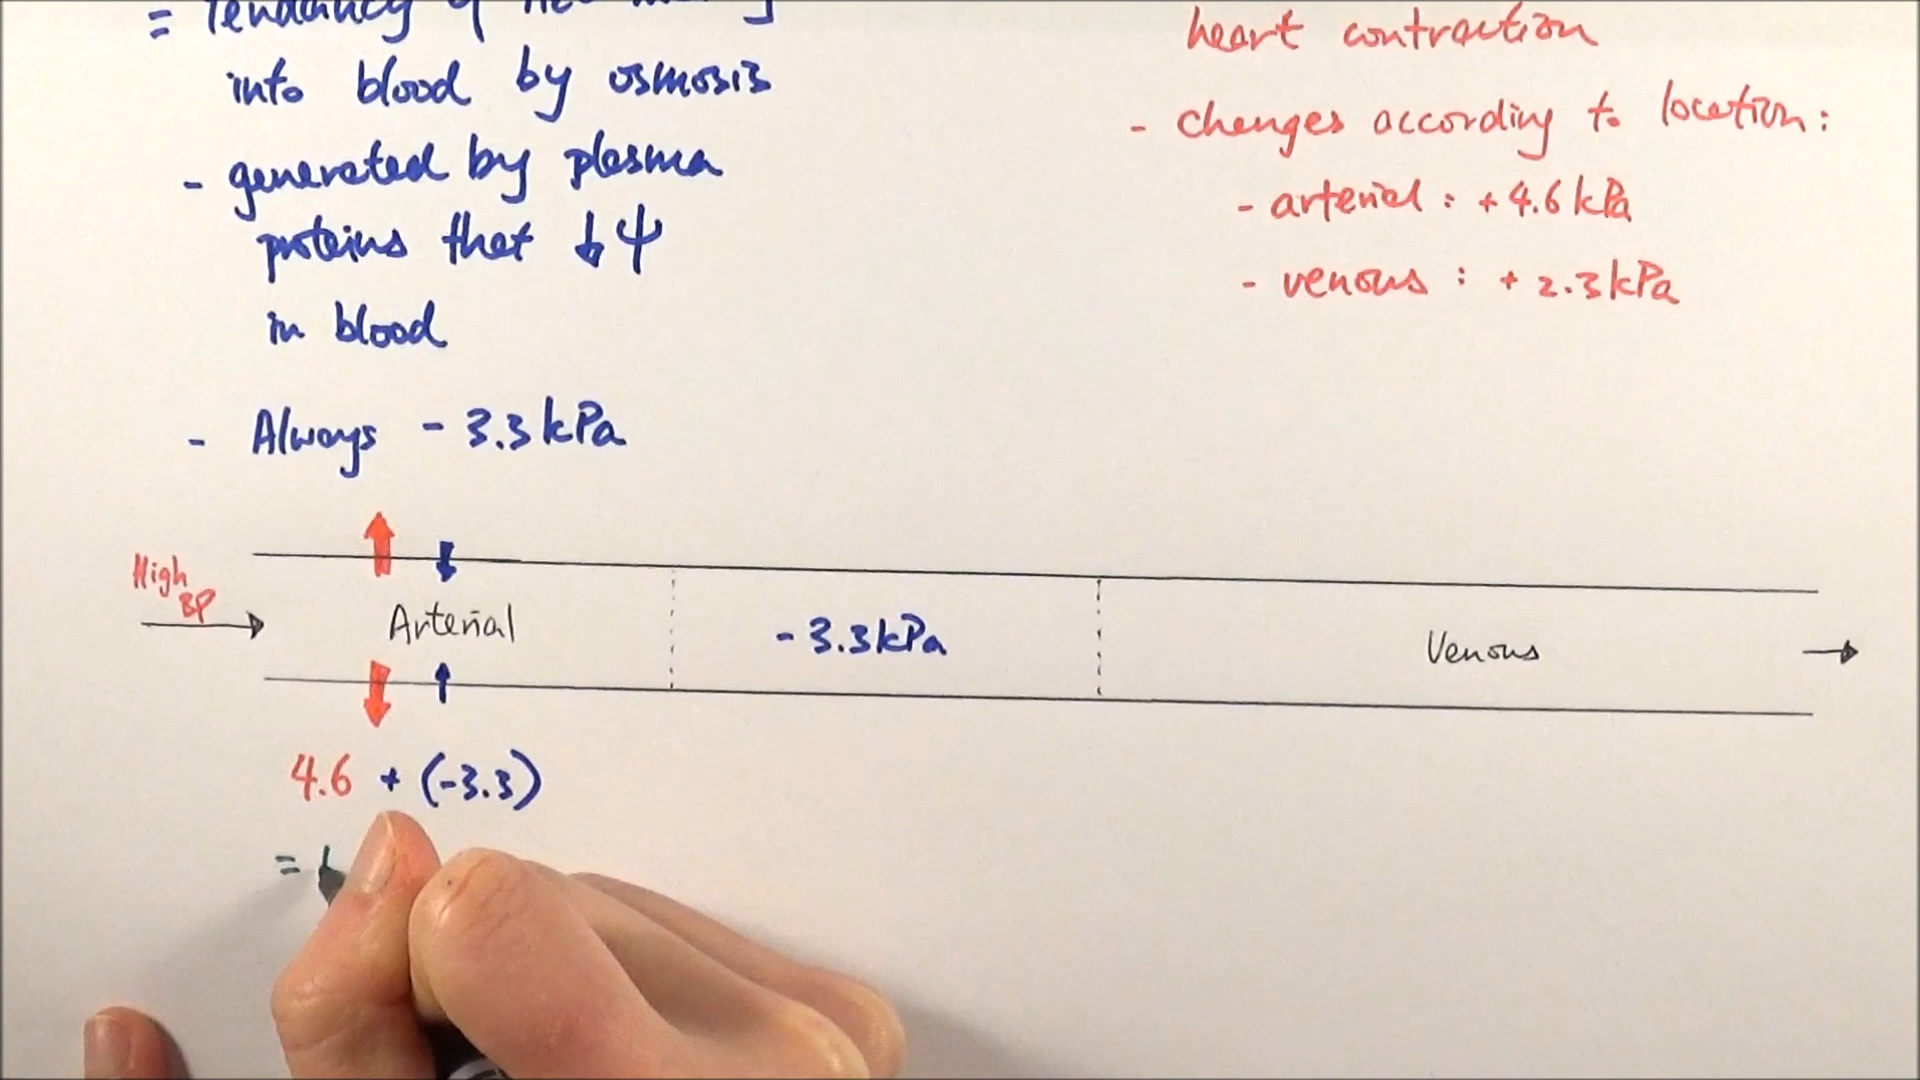 = Tendancy of
into blood by osmosis
- generated by plasma
proteins that ↓ψ
in blood
- Always - 3.3 kPa
heart contraction
- changes according to location:
- arterial : + 4.6 kPa
- venous : + 2.3 kPa
High
BP
Arterial
- 3.3 kPa
Venous
4.6 + (-3.3)
=